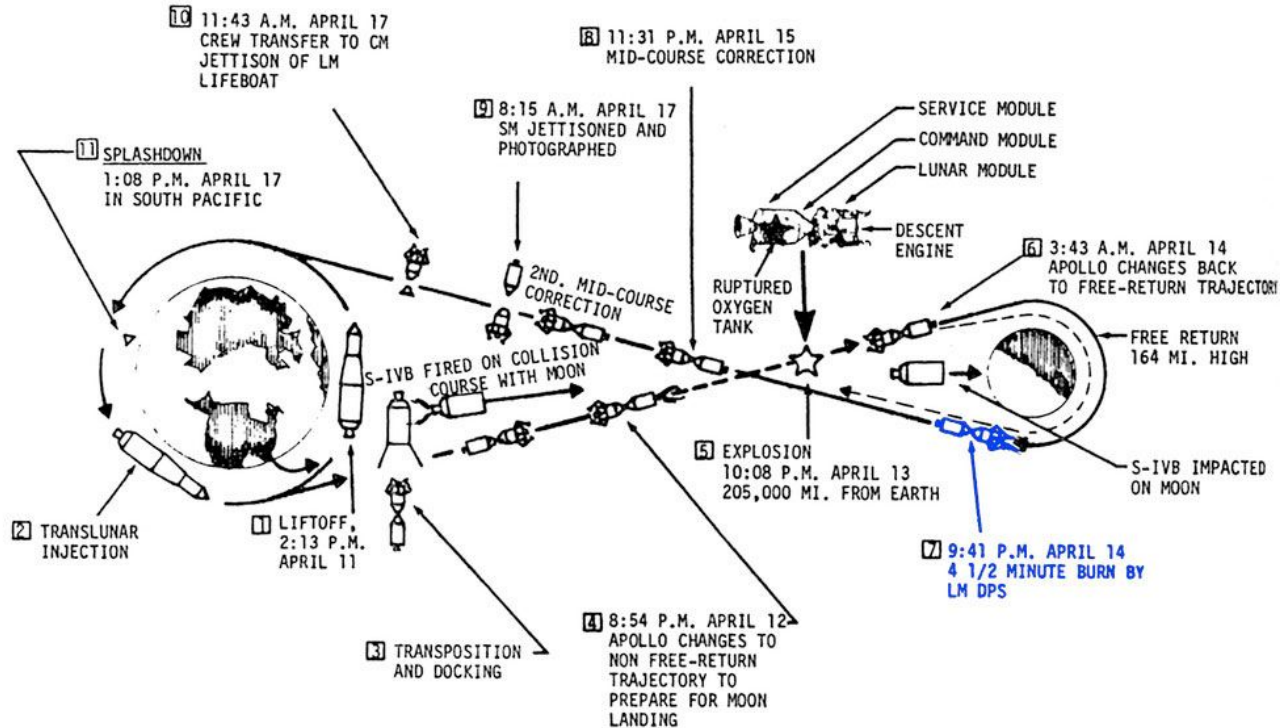 10 11:43 A.M. APRIL 17
CREW TRANSFER TO CM
JETTISON OF LM
LIFEBOAT
8 11:31 P.M. APRIL 15
MID-COURSE CORRECTION
9 8:15 A.M. APRIL 17
SM JETTISONED AND
PHOTOGRAPHED
SERVICE MODULE
COMMAND MODULE
LUNAR MODULE
DESCENT
ENGINE
RUPTURED
OXYGEN
TANK
11 SPLASHDOWN
1:08 P.M. APRIL 17
IN SOUTH PACIFIC
6 3:43 A.M. APRIL 14
APOLLO CHANGES BACK
TO FREE-RETURN TRAJECTORY
FREE RETURN
164 MI. HIGH
2ND. MID-COURSE
CORRECTION
S-IVB FIRED ON COLLISION
COURSE WITH MOON
5 EXPLOSION
10:08 P.M. APRIL 13
205,000 MI. FROM EARTH
S-IVB IMPACTED
ON MOON
2 TRANSLUNAR
INJECTION
1 LIFTOFF,
2:13 P.M.
APRIL 11
7 9:41 P.M. APRIL 14
4 1/2 MINUTE BURN BY
LM DPS
3 TRANSPOSITION
AND DOCKING
4 8:54 P.M. APRIL 12
APOLLO CHANGES TO
NON FREE-RETURN
TRAJECTORY TO
PREPARE FOR MOON
LANDING